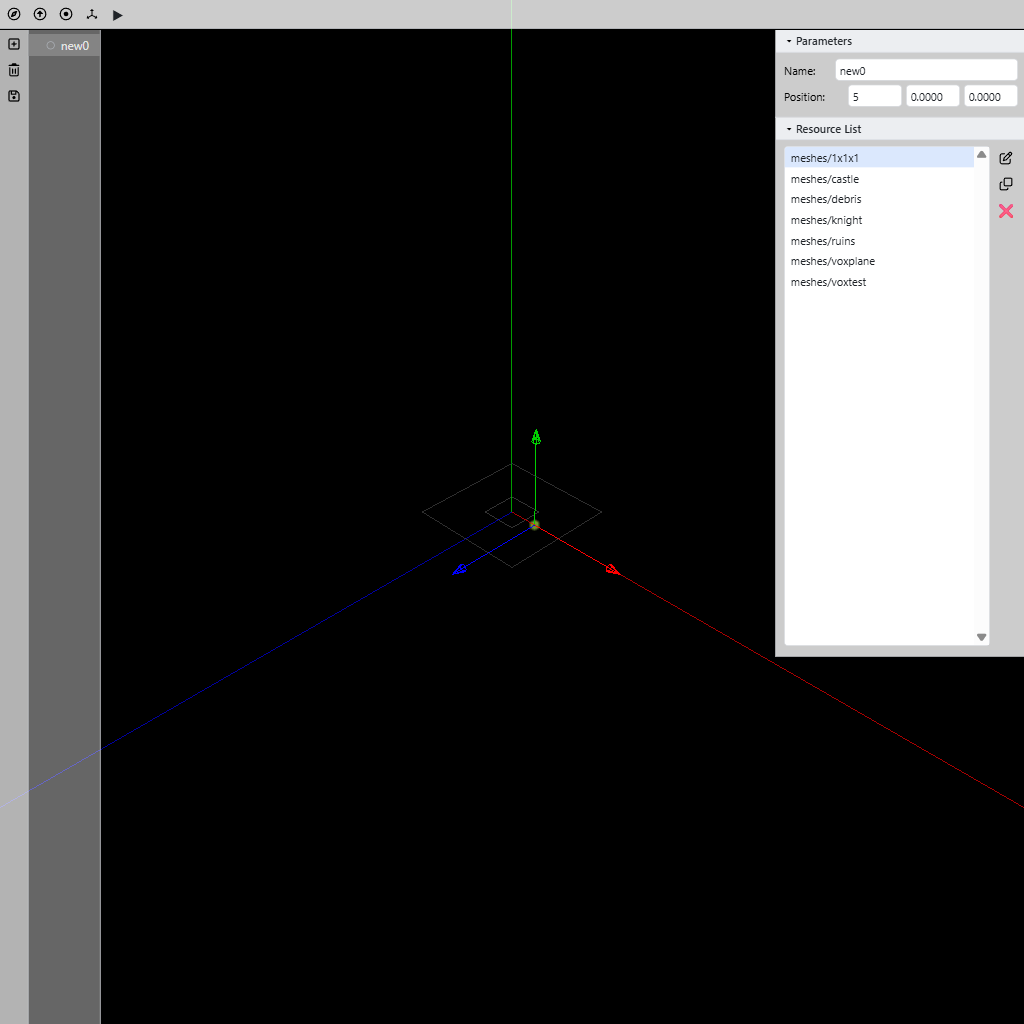 new0
Parameters
Name: new0
Position: 5 0.0000 0.0000
Resource List
meshes/1x1x1
meshes/castle
meshes/debris
meshes/knight
meshes/ruins
meshes/voxplane
meshes/voxtest